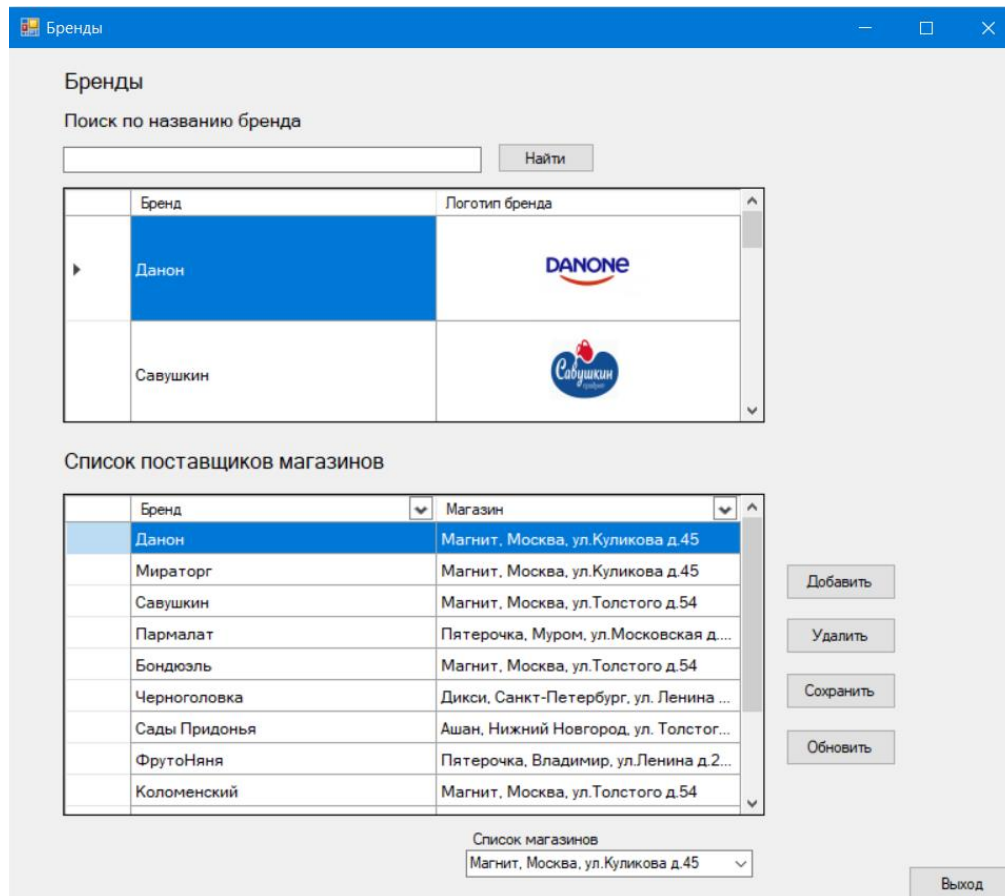 Бренды
Бренды
Поиск по названию бренда
Найти
Бренд Логотип бренда
Данон DANONE
Савушкин Савушкин продукт
Список поставщиков магазинов
Бренд Магазин
Данон Магнит, Москва, ул.Куликова д.45
Мираторг Магнит, Москва, ул.Куликова д.45
Савушкин Магнит, Москва, ул.Толстого д.54
Пармалат Пятерочка, Муром, ул.Московская д....
Бондюэль Магнит, Москва, ул.Толстого д.54
Черноголовка Дикси, Санкт-Петербург, ул. Ленина ...
Сады Придонья Ашан, Нижний Новгород, ул. Толстог...
ФрутоНяня Пятерочка, Владимир, ул.Ленина д.2...
Коломенский Магнит, Москва, ул.Толстого д.54
Добавить
Удалить
Сохранить
Обновить
Список магазинов
Магнит, Москва, ул.Куликова д.45
Выход